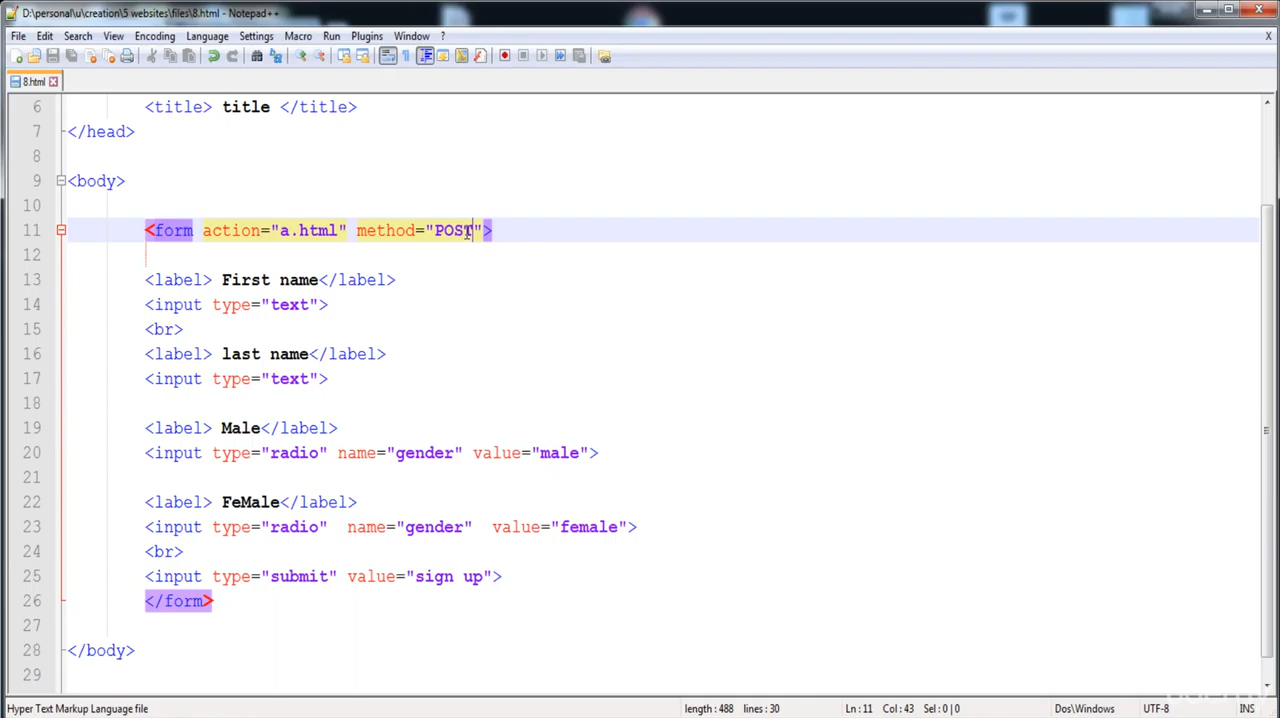 D:\personal\u\creation\5 websites\files\8.html - Notepad++
File Edit Search View Encoding Language Settings Macro Run Plugins Window ? X
8.html
6 <title> title </title>
7 </head>
8
9 <body>
10
11 <form action="a.html" method="POST">
12
13 <label> First name</label>
14 <input type="text">
15 <br>
16 <label> last name</label>
17 <input type="text">
18
19 <label> Male</label>
20 <input type="radio" name="gender" value="male">
21
22 <label> FeMale</label>
23 <input type="radio"  name="gender"  value="female">
24 <br>
25 <input type="submit" value="sign up">
26 </form>
27
28 </body>
29
Hyper Text Markup Language file length : 488 lines : 30 Ln : 11 Col : 43 Sel : 0 | 0 Dos\Windows UTF-8 INS